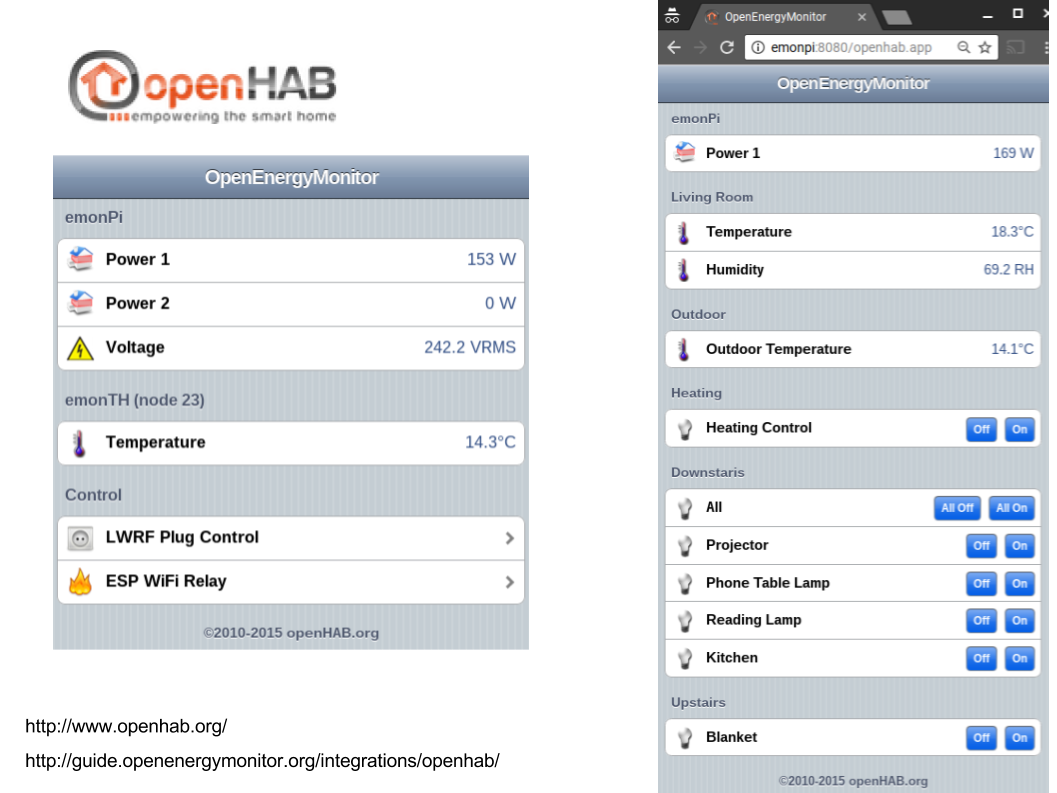 openHAB
empowering the smart home
OpenEnergyMonitor
emonPi
Power 1 153 W
Power 2 0 W
Voltage 242.2 VRMS
emonTH (node 23)
Temperature 14.3°C
Control
LWRF Plug Control
ESP WiFi Relay
©2010-2015 openHAB.org
http://www.openhab.org/
http://guide.openenergymonitor.org/integrations/openhab/
OpenEnergyMonitor
emonpi:8080/openhab.app
OpenEnergyMonitor
emonPi
Power 1 169 W
Living Room
Temperature 18.3°C
Humidity 69.2 RH
Outdoor
Outdoor Temperature 14.1°C
Heating
Heating Control Off On
Downstaris
All All Off All On
Projector Off On
Phone Table Lamp Off On
Reading Lamp Off On
Kitchen Off On
Upstairs
Blanket Off On
©2010-2015 openHAB.org